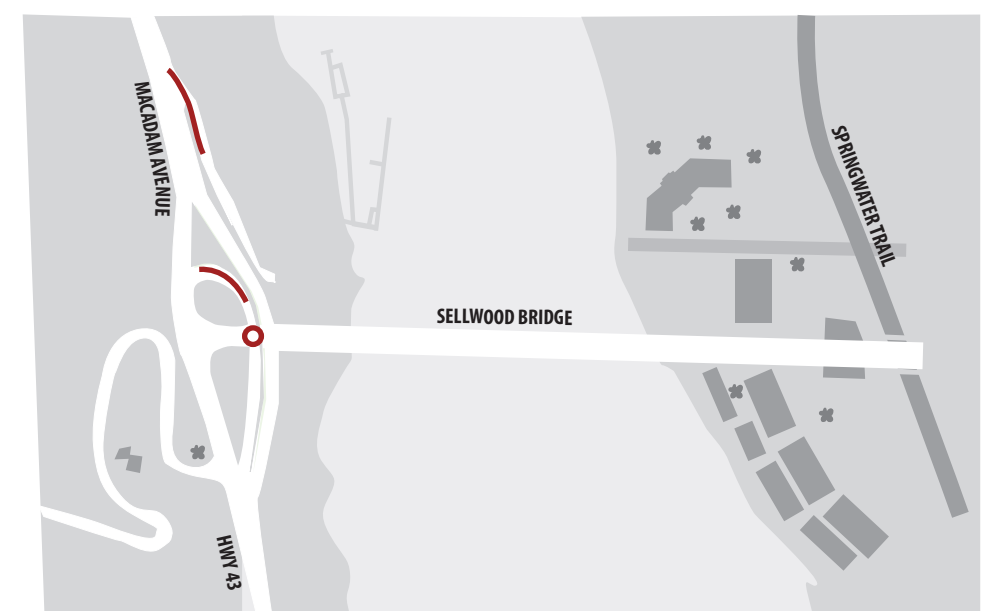 MACADAM AVENUE
SPRINGWATER TRAIL
SELLWOOD BRIDGE
HWY 43